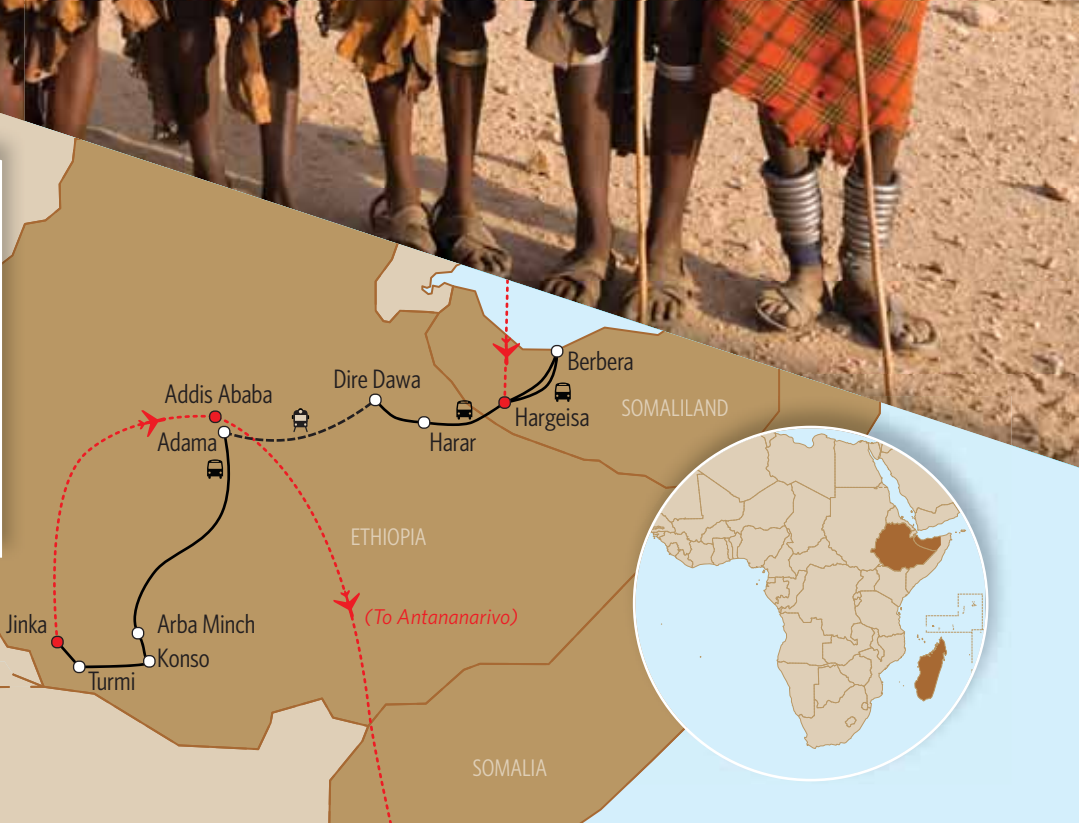 Berbera
Dire Dawa
Addis Ababa
SOMALILAND
Hargeisa
Adama
Harar
ETHIOPIA
(To Antananarivo)
Jinka
Arba Minch
Konso
Turmi
SOMALIA